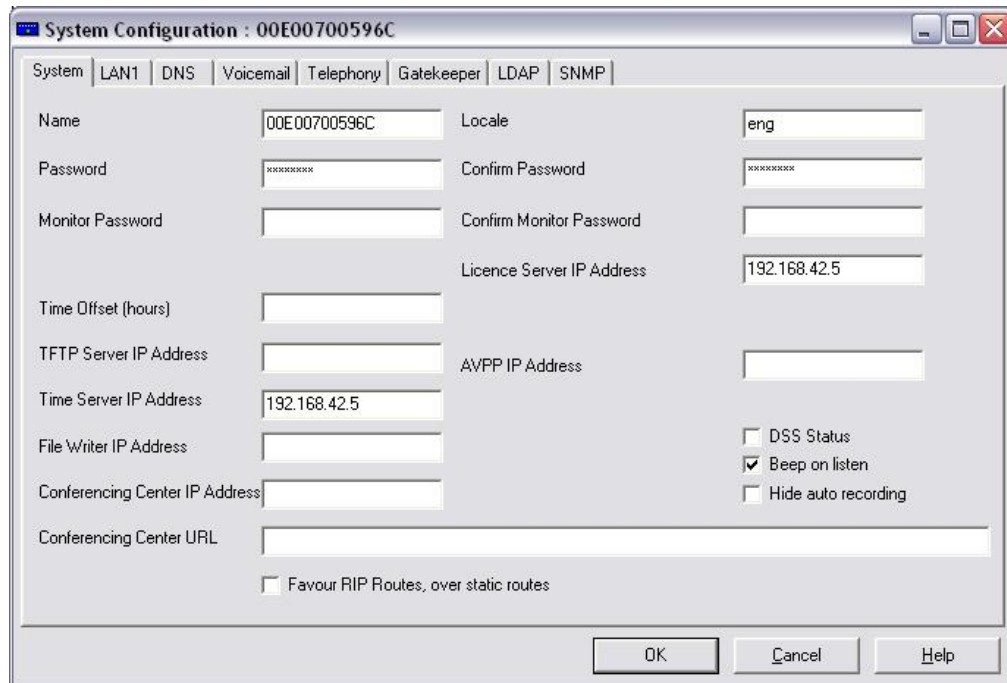 System Configuration : 00E00700596C
System LAN1 DNS Voicemail Telephony Gatekeeper LDAP SNMP
Name 00E00700596C Locale eng
Password ******** Confirm Password ********
Monitor Password Confirm Monitor Password
Licence Server IP Address 192.168.42.5
Time Offset (hours)
TFTP Server IP Address AVPP IP Address
Time Server IP Address 192.168.42.5
File Writer IP Address DSS Status
Beep on listen
Conferencing Center IP Address Hide auto recording
Conferencing Center URL
Favour RIP Routes, over static routes
OK Cancel Help